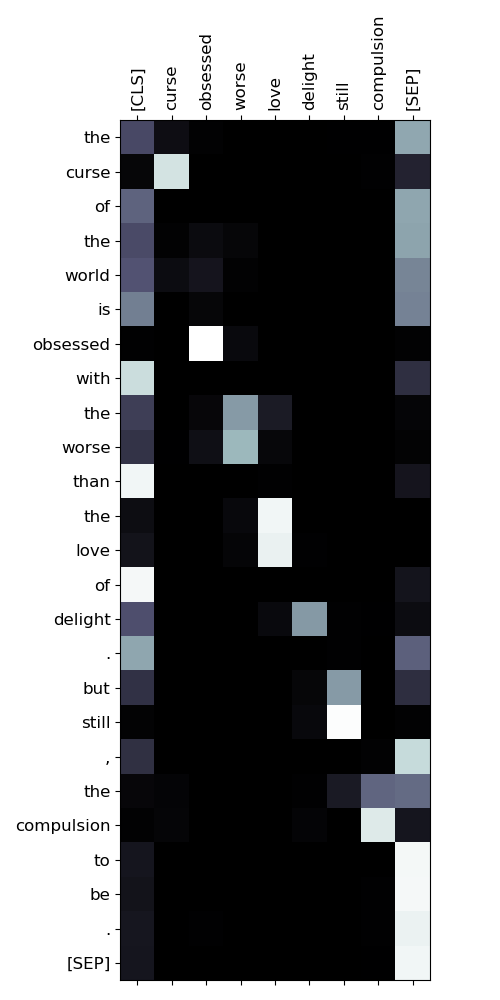 [CLS]
curse
obsessed
worse
love
delight
still
compulsion
[SEP]
the
curse
of
the
world
is
obsessed
with
the
worse
than
the
love
of
delight
.
but
still
,
the
compulsion
to
be
.
[SEP]